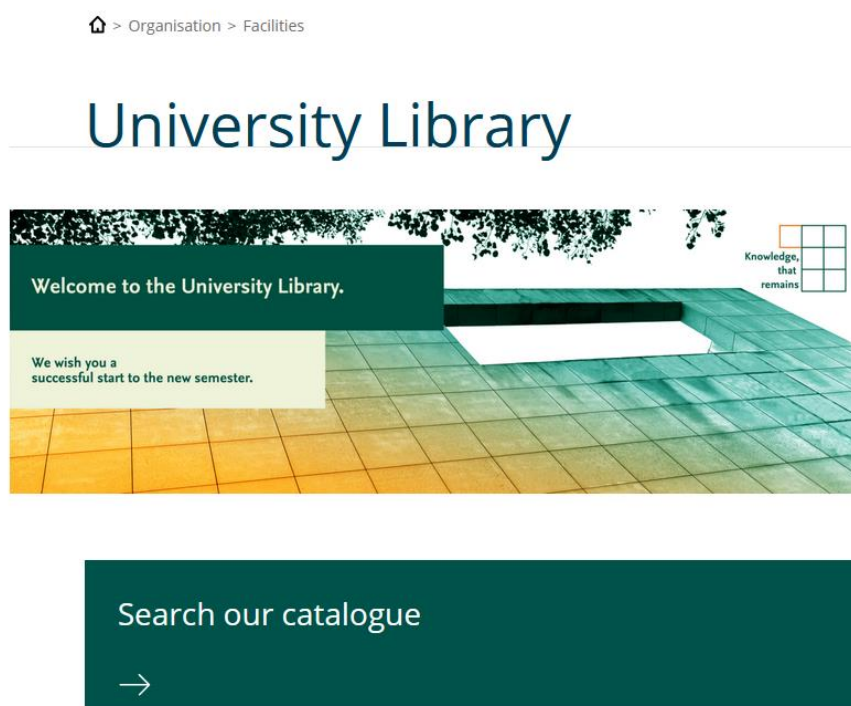 > Organisation > Facilities
University Library
Welcome to the University Library.
Knowledge,
that
remains
We wish you a
successful start to the new semester.
Search our catalogue